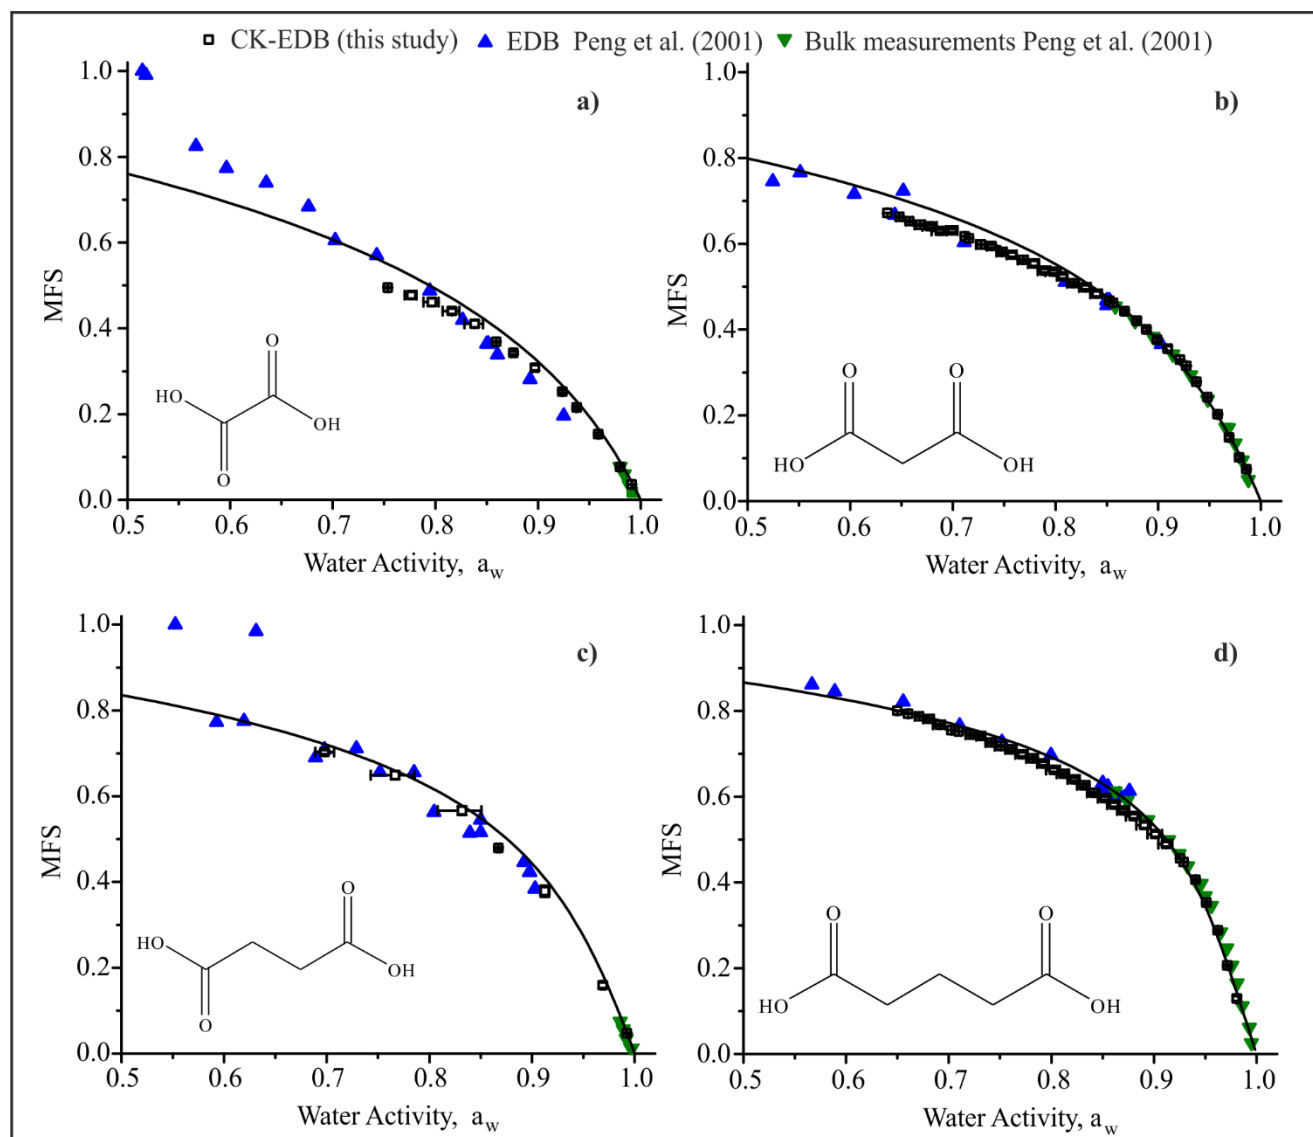 CK-EDB (this study) EDB Peng et al. (2001) Bulk measurements Peng et al. (2001)
a)
1.0
0.8
0.6
0.4
0.2
0.0
MFS
O
HO
OH
O
0.5 0.6 0.7 0.8 0.9 1.0
Water Activity, a_w
b)
1.0
0.8
0.6
0.4
0.2
0.0
MFS
O O
HO OH
0.5 0.6 0.7 0.8 0.9 1.0
Water Activity, a_w
c)
1.0
0.8
0.6
0.4
0.2
0.0
MFS
O
HO
OH
O
0.5 0.6 0.7 0.8 0.9 1.0
Water Activity, a_w
d)
1.0
0.8
0.6
0.4
0.2
0.0
MFS
O O
HO OH
0.5 0.6 0.7 0.8 0.9 1.0
Water Activity, a_w